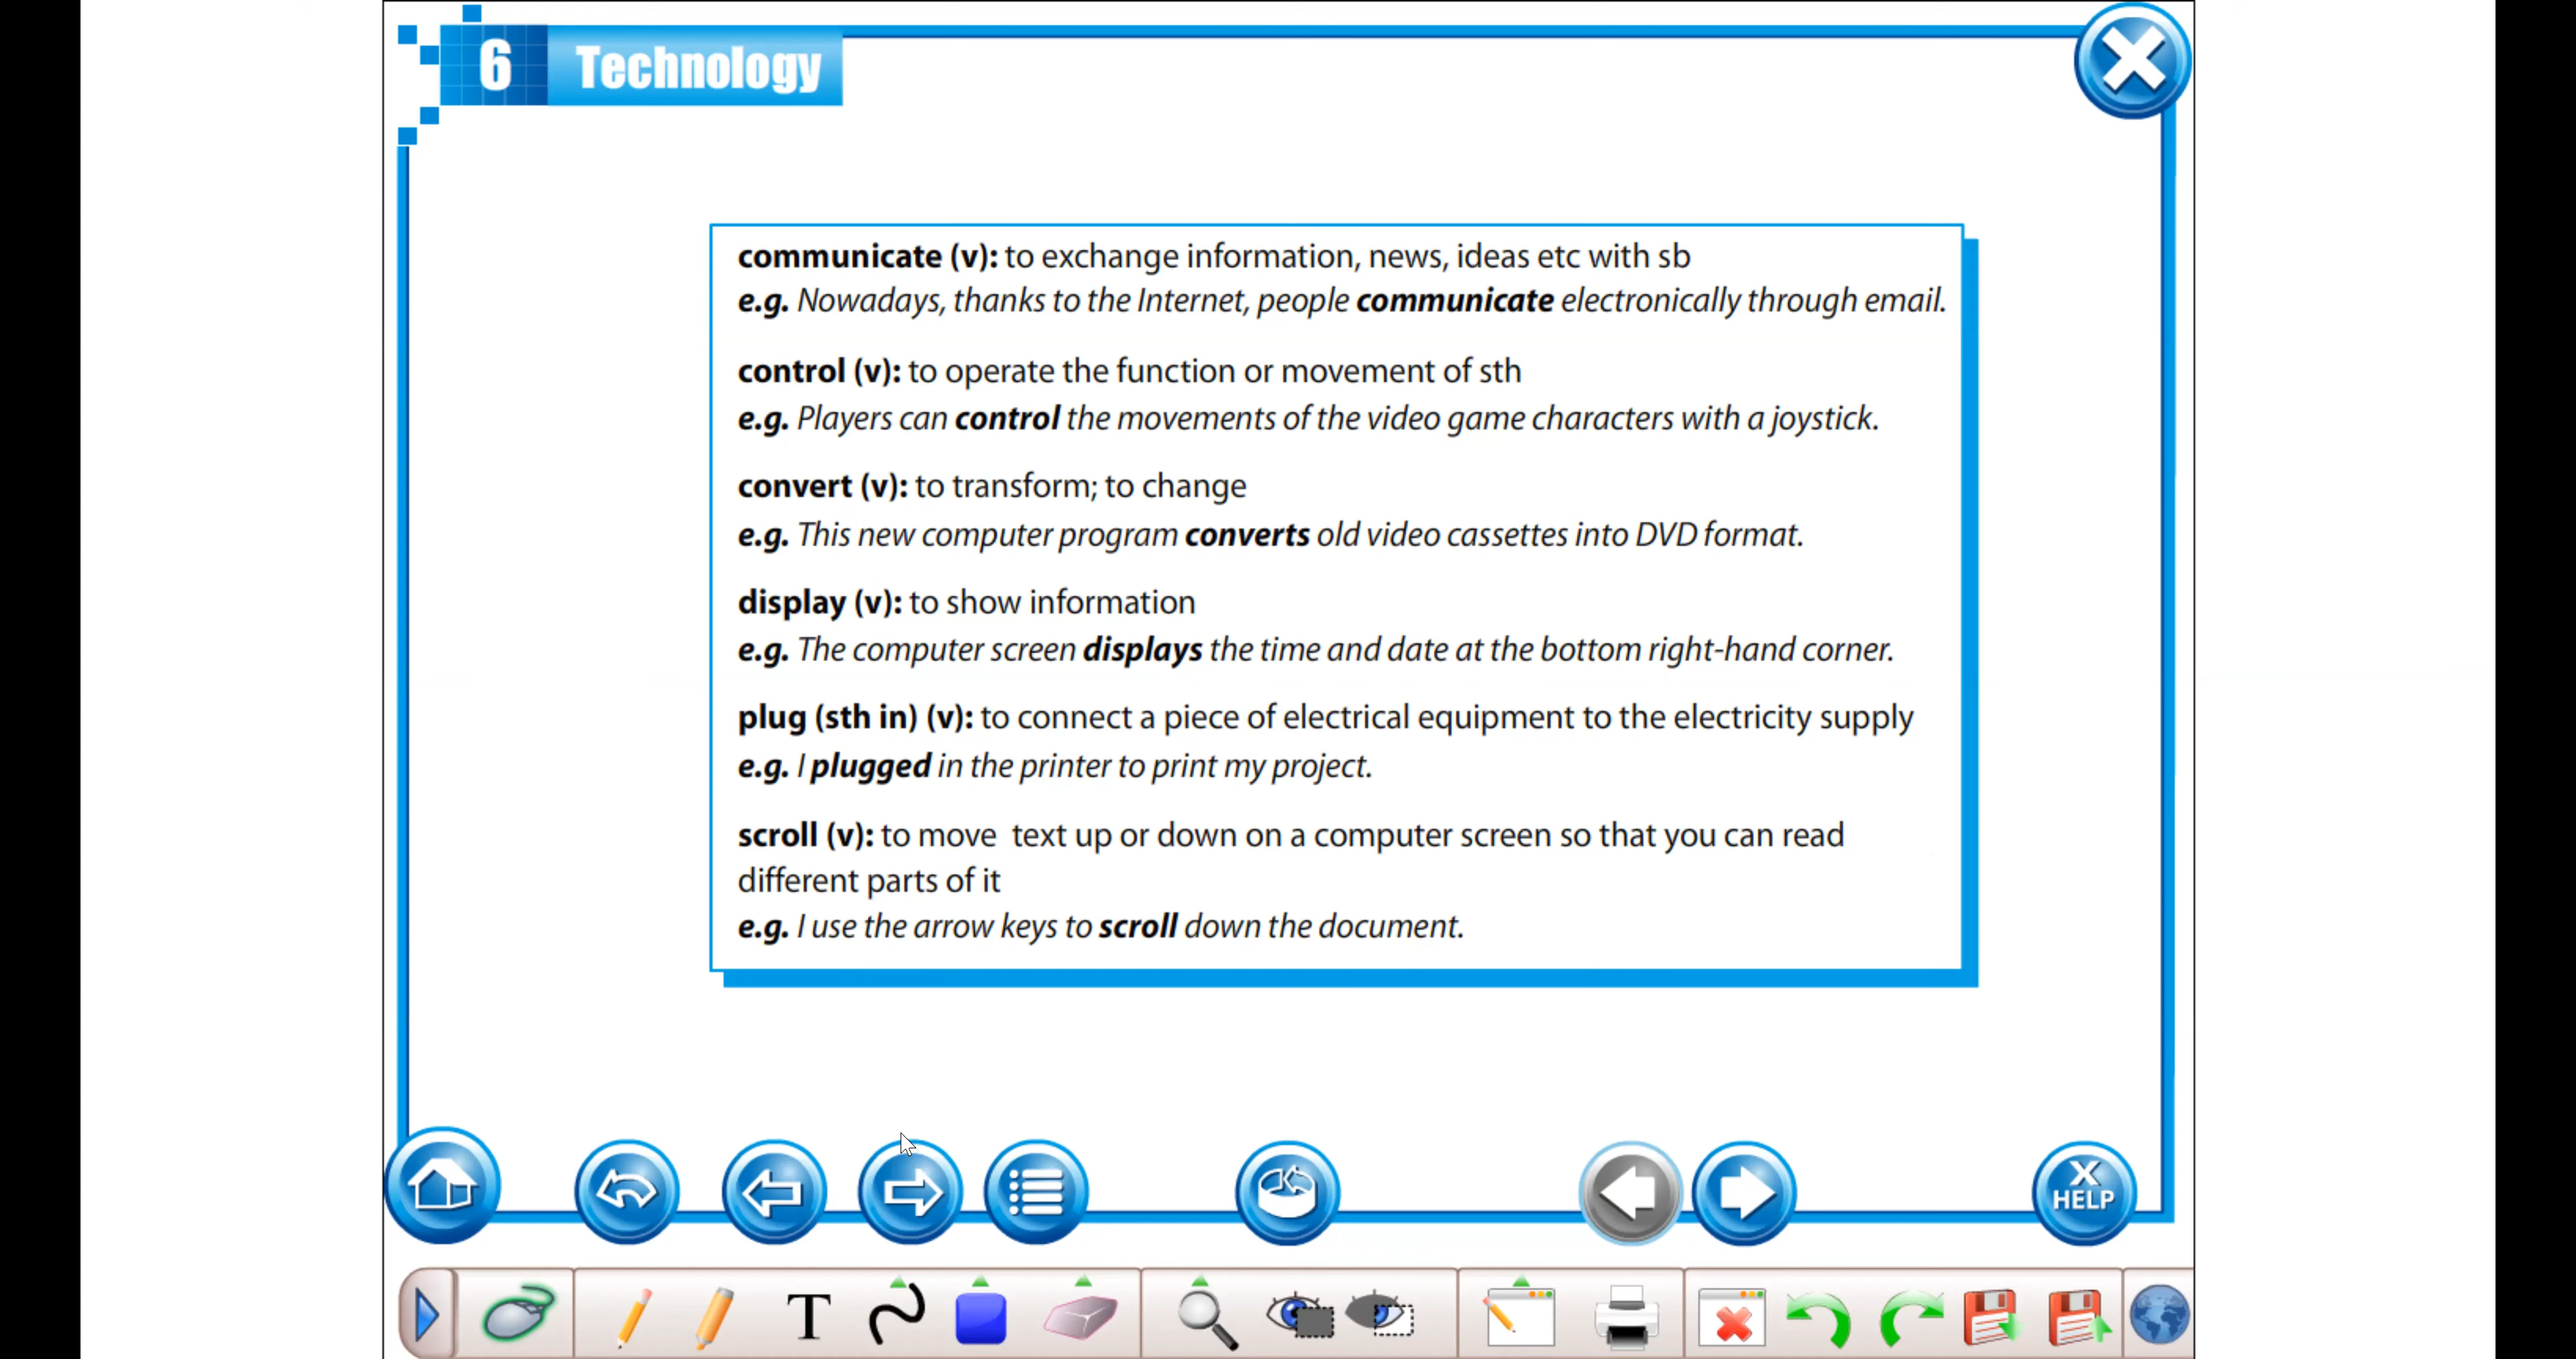 6 Technology
communicate (v): to exchange information, news, ideas etc with sb
e.g. Nowadays, thanks to the Internet, people communicate electronically through email.
control (v): to operate the function or movement of sth
e.g. Players can control the movements of the video game characters with a joystick.
convert (v): to transform; to change
e.g. This new computer program converts old video cassettes into DVD format.
display (v): to show information
e.g. The computer screen displays the time and date at the bottom right-hand corner.
plug (sth in) (v): to connect a piece of electrical equipment to the electricity supply
e.g. I plugged in the printer to print my project.
scroll (v): to move  text up or down on a computer screen so that you can read
different parts of it
e.g. I use the arrow keys to scroll down the document.
X
HELP
T